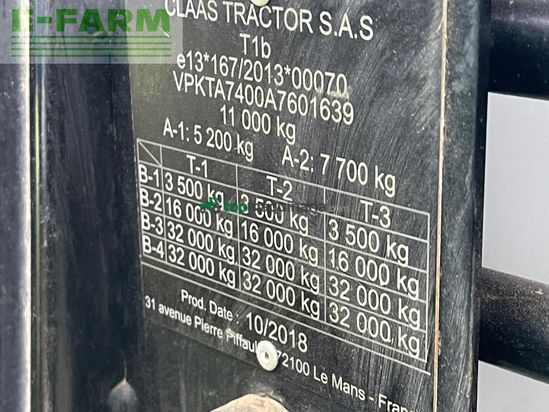 E-FARM
CLAAS TRACTOR S.A.S
T1b
e13*167/2013*00070
VPKTA7400A7601639
11 000 kg
A-1: 5 200 kg A-2: 7 700 kg
T-1 T-2 T-3
B-1 3 500 kg 3 500 kg 3 500 kg
B-2 16 000 kg 16 000 kg 16 000 kg
B-3 32 000 kg 32 000 kg 32 000 kg
B-4 32 000 kg 32 000 kg 32 000 kg
Prod. Date : 10/2018
31 avenue Pierre Piffault 72100 Le Mans - France